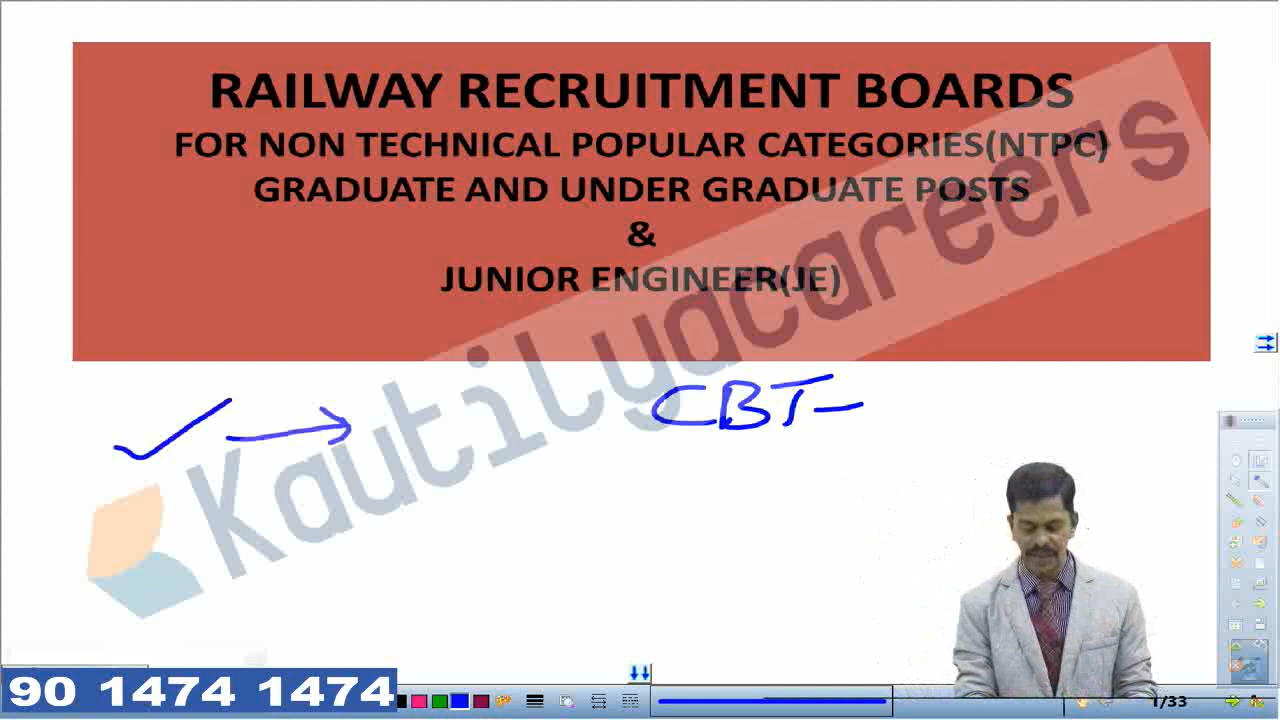 RAILWAY RECRUITMENT BOARDS
FOR NON TECHNICAL POPULAR CATEGORIES(NTPC)
GRADUATE AND UNDER GRADUATE POSTS
&
JUNIOR ENGINEER(JE)
Kautilyacareers
CBT-
90 1474 1474
1/33